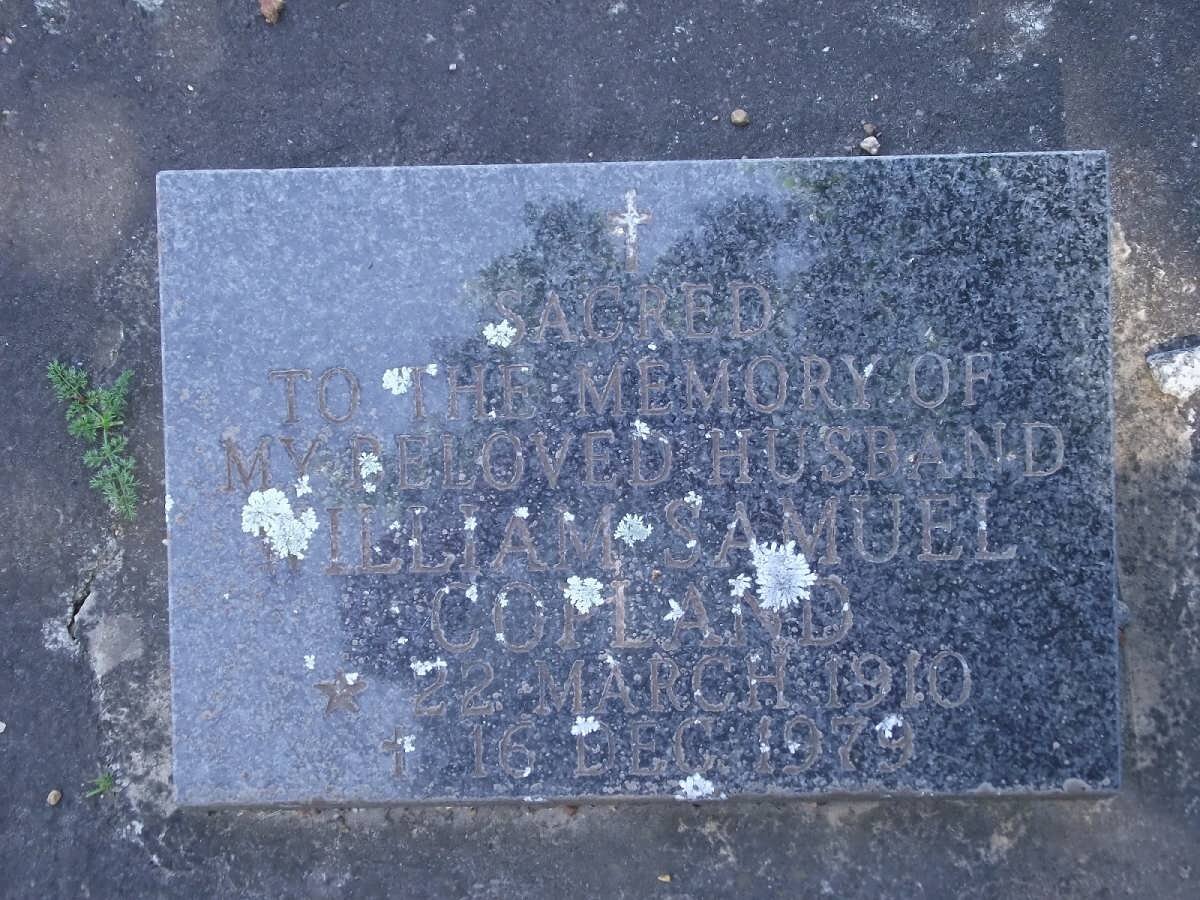 SACRED
TO THE MEMORY OF
MY BELOVED HUSBAND
WILLIAM SAMUEL
COPLAND
22 MARCH 1910
16 DEC. 1979